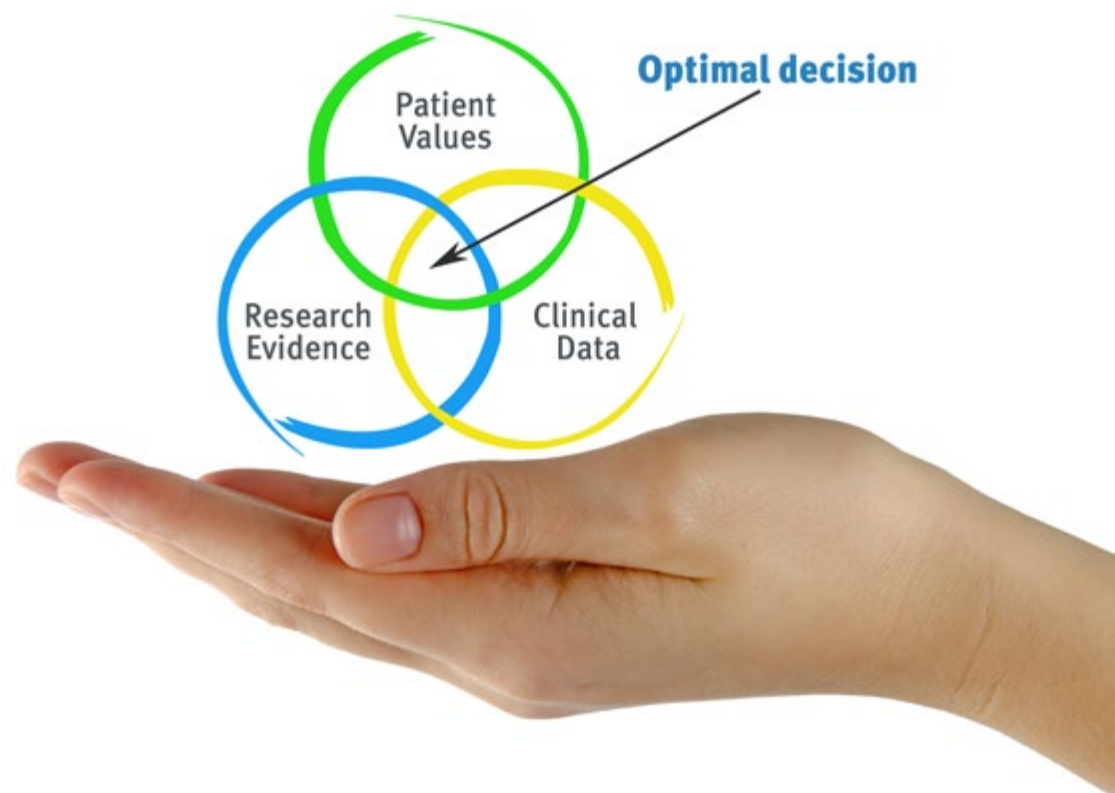 Optimal decision
Patient
Values
Research
Evidence
Clinical
Data